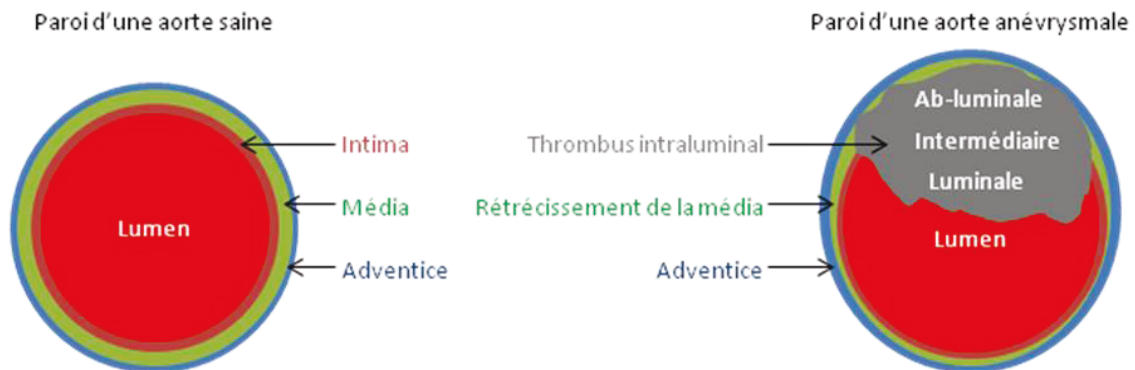 Paroi d'une aorte saine
Paroi d'une aorte anévrysmale
Lumen
Intima
Média
Adventice
Thrombus intraluminal
Rétrécissement de la média
Adventice
Ab-luminale
Intermédiaire
Luminale
Lumen